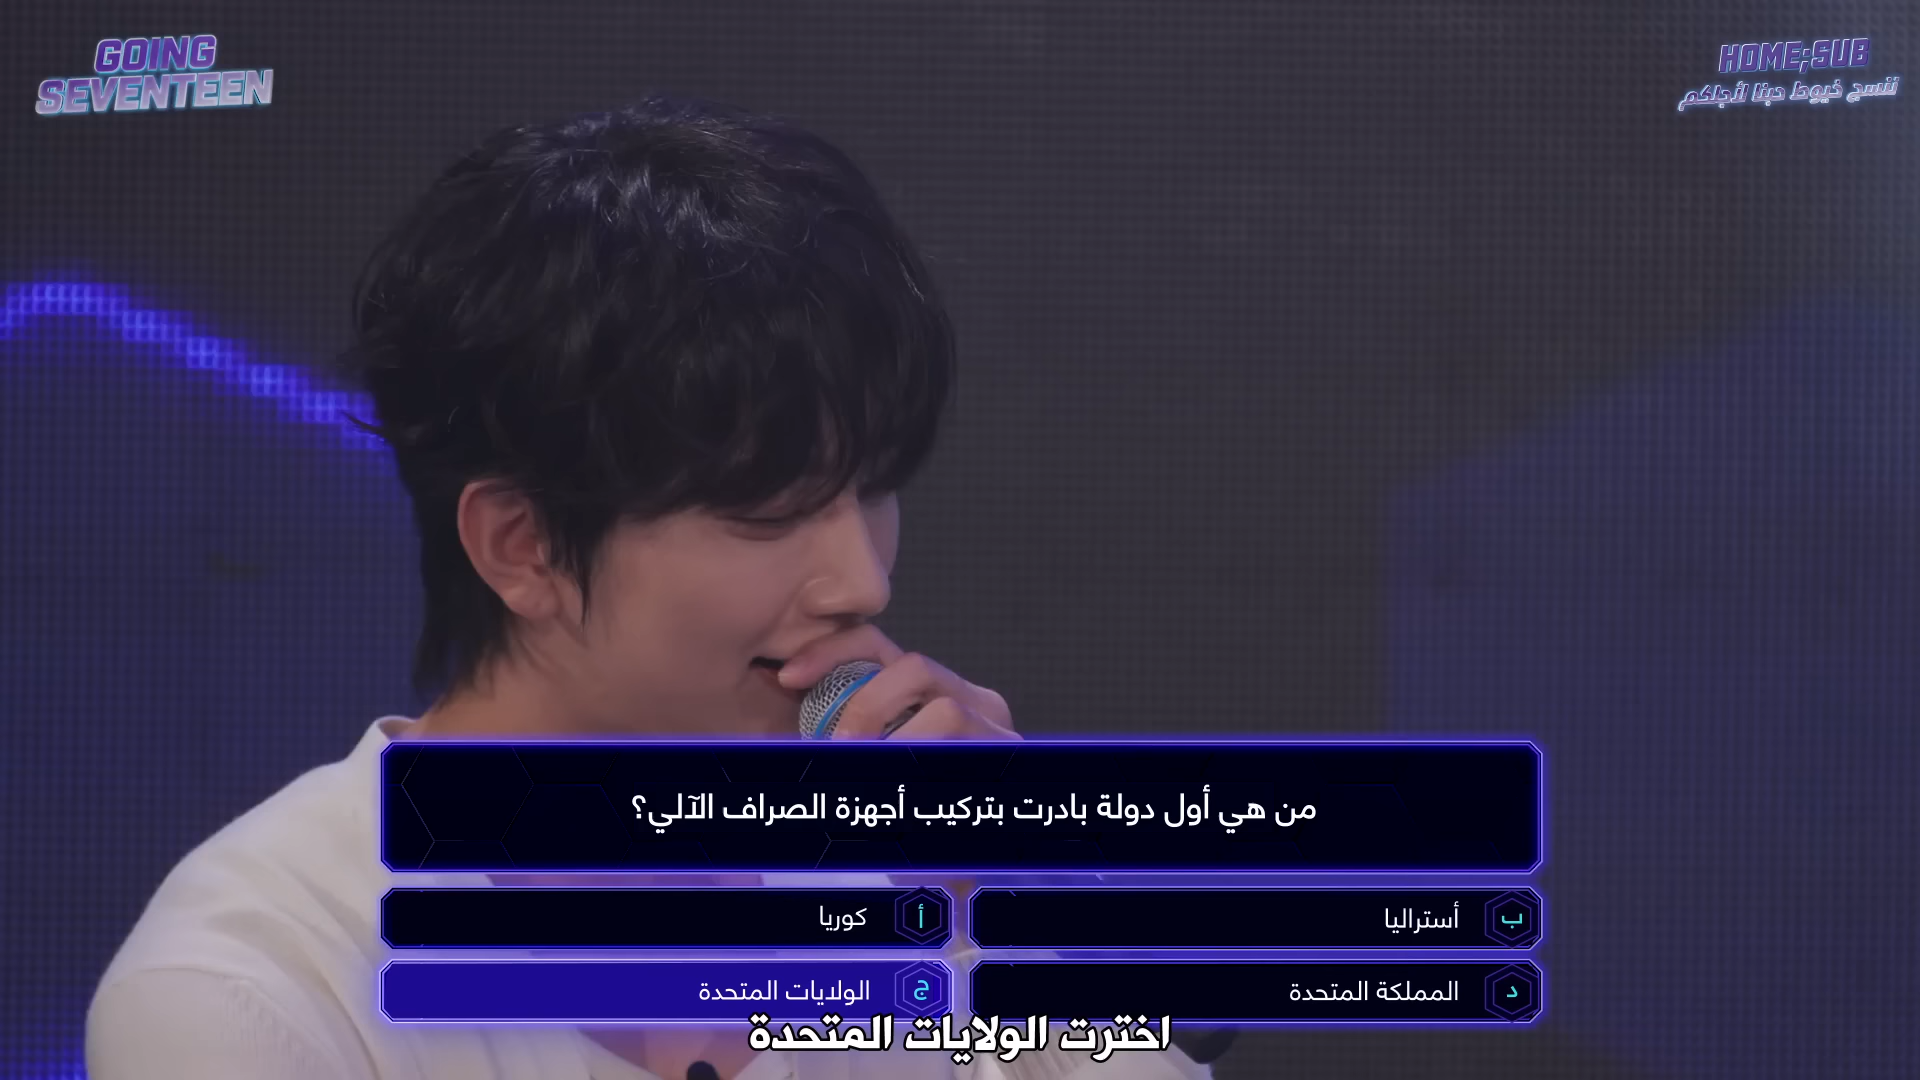 GOING
SEVENTEEN
HOME;SUB
ننسج خيوط حبنا لأجلكم
من هي أول دولة بادرت بتركيب أجهزة الصراف الآلي؟
أ كوريا
ب أستراليا
ج الولايات المتحدة
د المملكة المتحدة
اخترت الولايات المتحدة